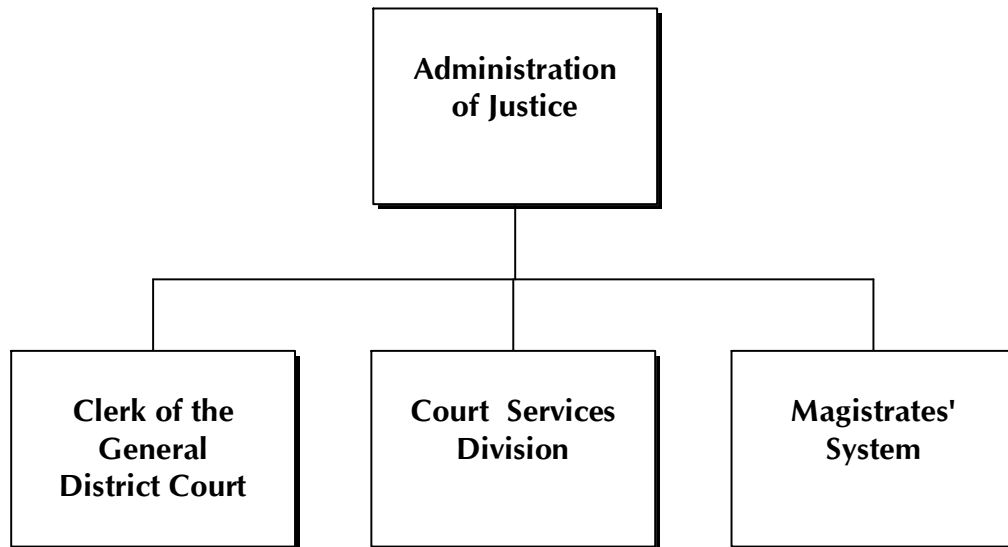 Administration
of Justice
Clerk of the
General
District Court
Court Services
Division
Magistrates'
System